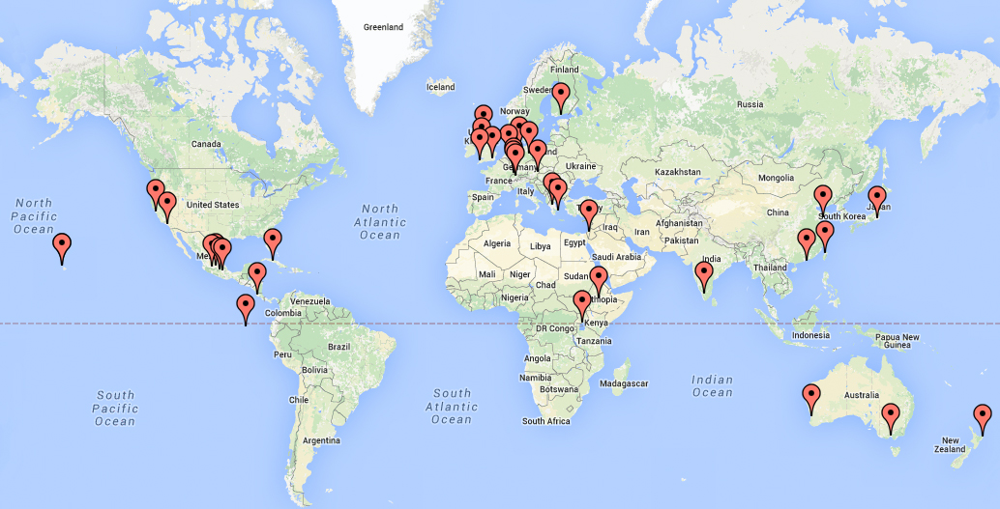 Greenland
Iceland
Finland
Sweden
Norway
Russia
Canada
Germany
Ukraine
Kazakhstan
Mongolia
France
Italy
Spain
United States
North
Pacific
Ocean
North
Atlantic
Ocean
China
South Korea
Japan
Afghanistan
Pakistan
Iraq
Iran
Algeria
Libya
Egypt
Saudi Arabia
India
Thailand
Mali
Niger
Chad
Sudan
Nigeria
Ethiopia
Venezuela
Colombia
Kenya
DR Congo
Tanzania
Indonesia
Papua New
Guinea
Peru
Brazil
Bolivia
Angola
Namibia
Botswana
Madagascar
Indian
Ocean
South
Pacific
Ocean
South
Atlantic
Ocean
Chile
Argentina
South Africa
Australia
New
Zealand